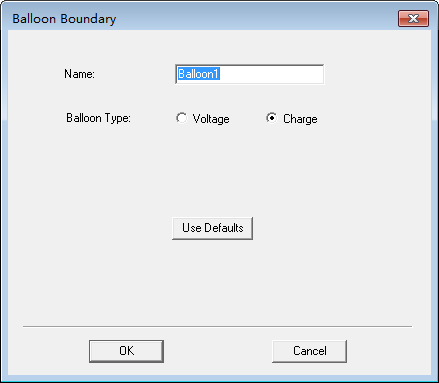 Balloon Boundary
Name:
Balloon1
Balloon Type:
Voltage
Charge
Use Defaults
OK
Cancel